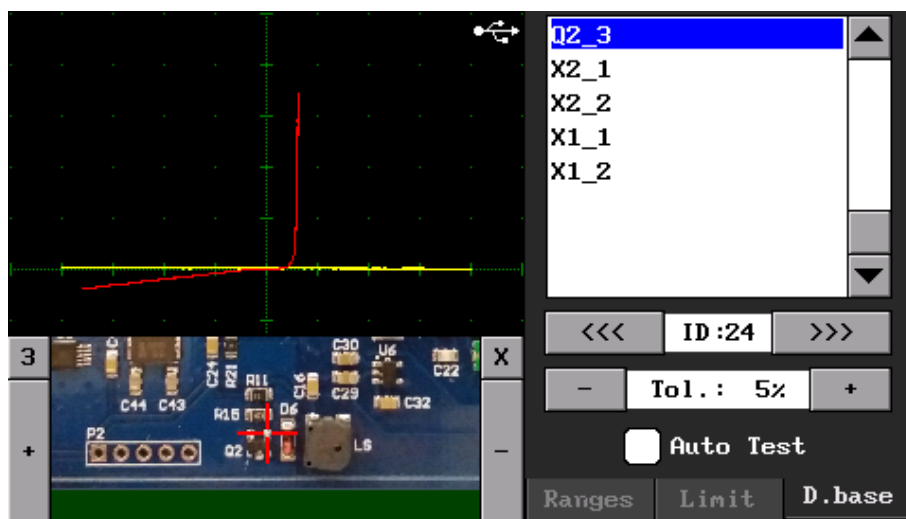 Q2_3
X2_1
X2_2
X1_1
X1_2
<<< ID:24 >>>
- Tol.: 5% +
Auto Test
Ranges Limit D.base
3 X
+ -
C30
U6
C24 R21
C22
R11
C16
C29
C44 C43
D6
C32
R15
P2
Q2
LS